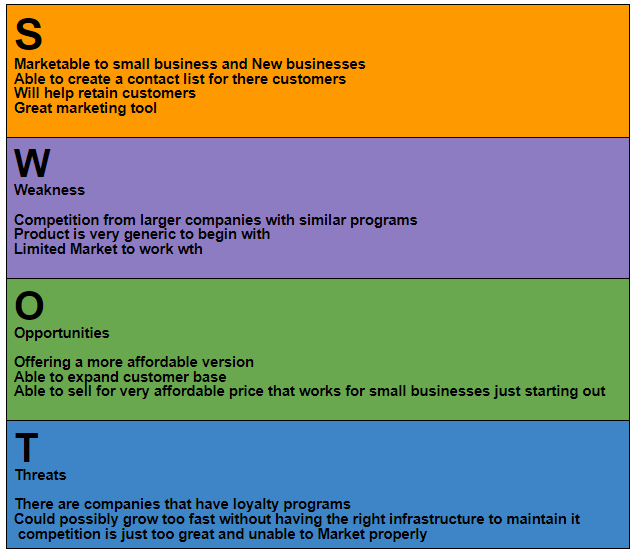 S
Marketable to small business and New businesses
Able to create a contact list for there customers
Will help retain customers
Great marketing tool
W
Weakness
Competition from larger companies with similar programs
Product is very generic to begin with
Limited Market to work wth
O
Opportunities
Offering a more affordable version
Able to expand customer base
Able to sell for very affordable price that works for small businesses just starting out
T
Threats
There are companies that have loyalty programs
Could possibly grow too fast without having the right infrastructure to maintain it
competition is just too great and unable to Market properly